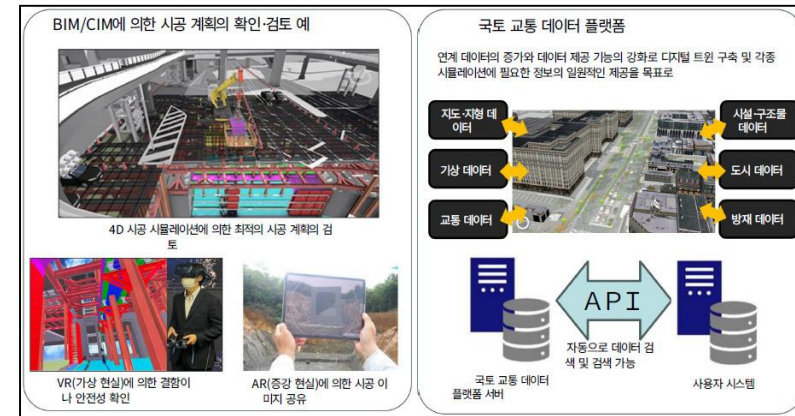 BIM/CIM에 의한 시공 계획의 확인·검토 예
4D 시공 시뮬레이션에 의한 최적의 시공 계획의 검
토
VR(가상 현실)에 의한 결함이
나 안전성 확인
AR(증강 현실)에 의한 시공 이
미지 공유
국토 교통 데이터 플랫폼
연계 데이터의 증가와 데이터 제공 기능의 강화로 디지털 트윈 구축 및 각종
시뮬레이션에 필요한 정보의 일원적인 제공을 목표로
지도·지형 데
이터
기상 데이터
교통 데이터
시설·구조물
데이터
도시 데이터
방재 데이터
API
자동으로 데이터 검
색 및 검색 가능
국토 교통 데이터
플랫폼 서버
사용자 시스템